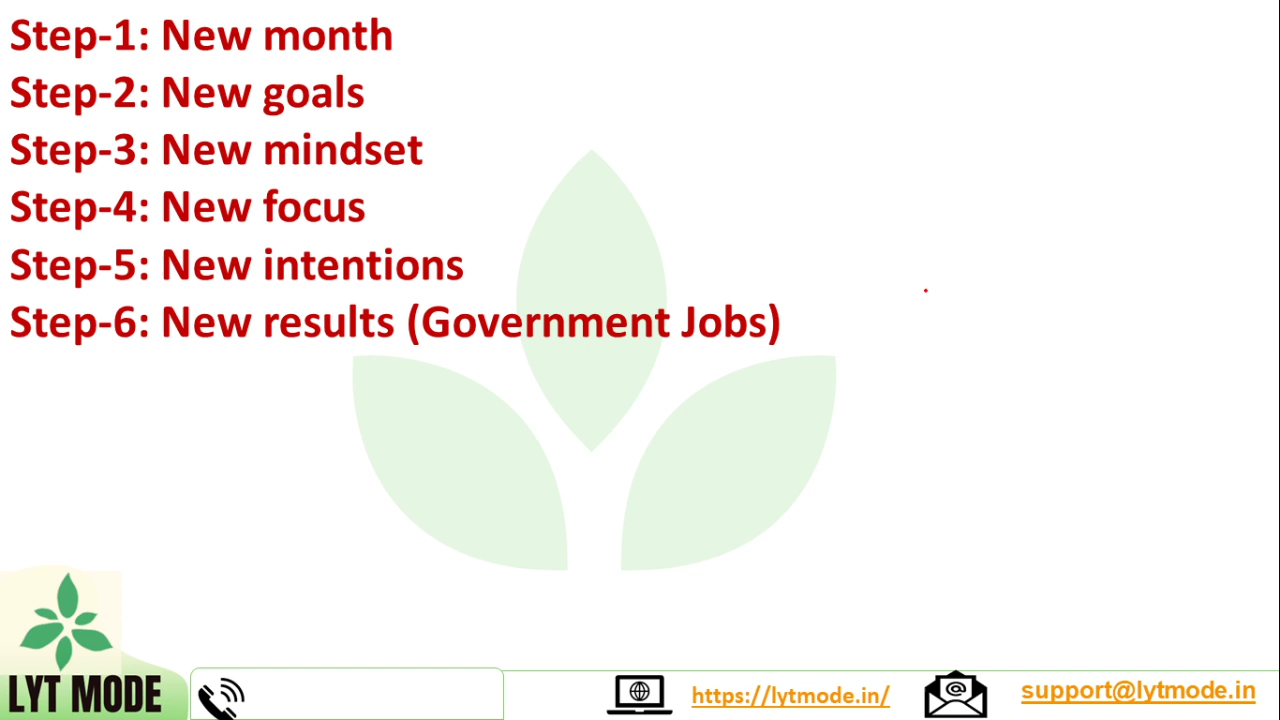 Step-1: New month
Step-2: New goals
Step-3: New mindset
Step-4: New focus
Step-5: New intentions
Step-6: New results (Government Jobs)
LYT MODE
https://lytmode.in/
support@lytmode.in